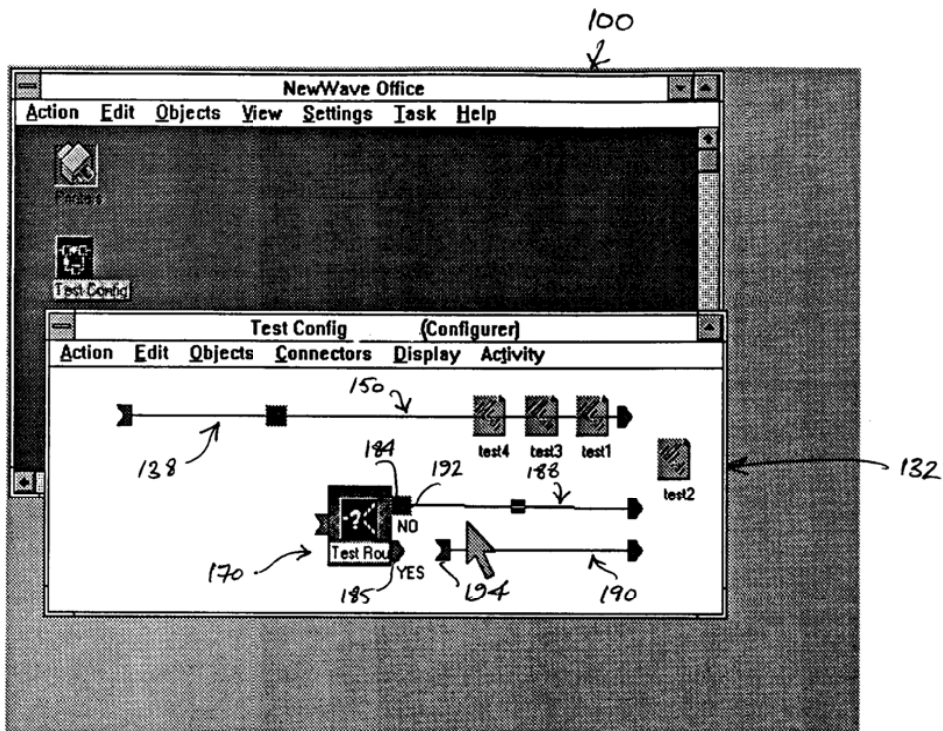 100
NewWave Office
Action Edit Objects View Settings Task Help
Printers
Test Config
Test Config (Configurer)
Action Edit Objects Connectors Display Activity
150
138
test4 test3 test1
184 192 188
132
test2
NO
Test Rou
170
YES
185 194 190